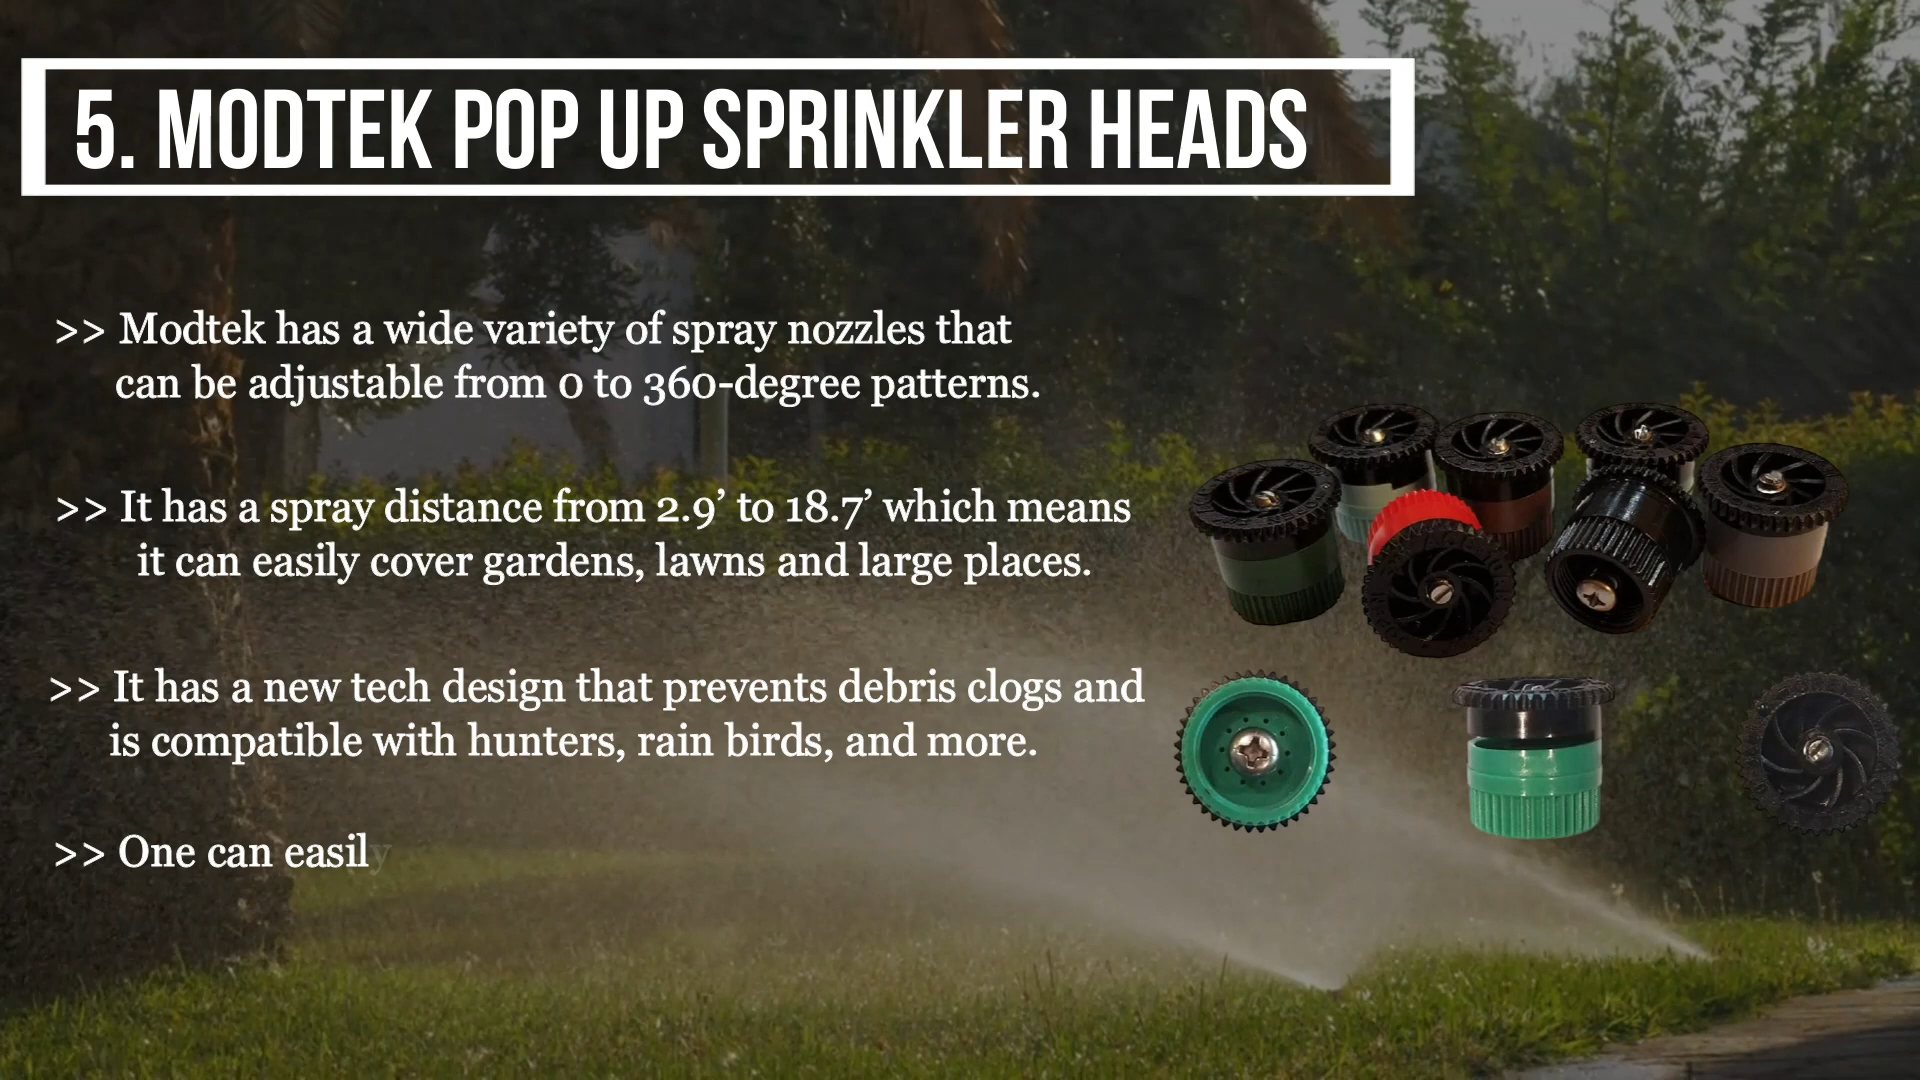 5. MODTEK POP UP SPRINKLER HEADS
>> Modtek has a wide variety of spray nozzles that
can be adjustable from 0 to 360-degree patterns.
>> It has a spray distance from 2.9’ to 18.7’ which means
it can easily cover gardens, lawns and large places.
>> It has a new tech design that prevents debris clogs and
is compatible with hunters, rain birds, and more.
>> One can easily